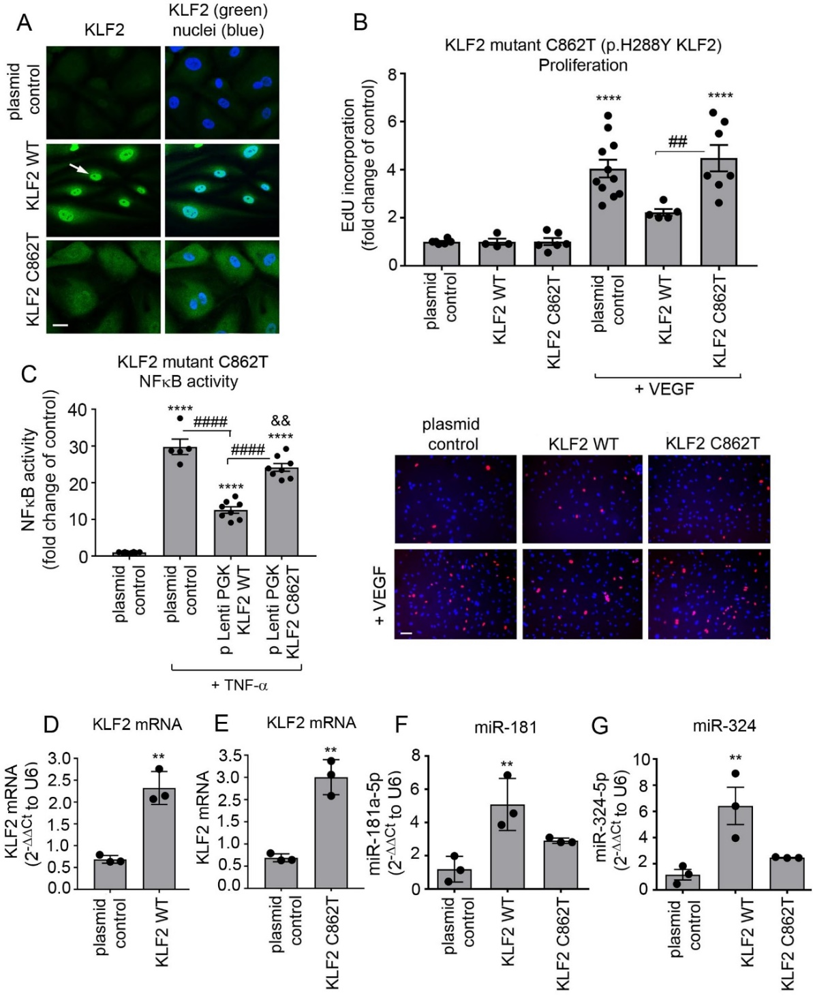 A
KLF2
KLF2 (green)
nuclei (blue)
plasmid
control
KLF2 WT
KLF2 C862T
B
KLF2 mutant C862T (p.H288Y KLF2)
Proliferation
EdU incorporation
(fold change of control)
8
6
4
2
0
****
##
****
plasmid
control
KLF2 WT
KLF2 C862T
plasmid
control
KLF2 WT
KLF2 C862T
+ VEGF
plasmid
control
KLF2 WT
KLF2 C862T
+ VEGF
C
KLF2 mutant C862T
NFκB activity
NFκB activity
(fold change of control)
40
30
20
10
0
****
####
****
####
&&
****
plasmid
control
plasmid
control
p Lenti PGK
KLF2 WT
p Lenti PGK
KLF2 C862T
+ TNF-α
D
KLF2 mRNA
KLF2 mRNA
(2-ΔΔCt to U6)
3.0
2.5
2.0
1.5
1.0
0.5
0.0
**
plasmid
control
KLF2 WT
E
KLF2 mRNA
KLF2 mRNA
3.5
3.0
2.5
2.0
1.5
1.0
0.5
0.0
**
plasmid
control
KLF2 C862T
F
miR-181
miR-181a-5p
(2-ΔΔCt to U6)
8
6
4
2
0
**
plasmid
control
KLF2 WT
KLF2 C862T
G
miR-324
miR-324-5p
(2-ΔΔCt to U6)
10
8
6
4
2
0
**
plasmid
control
KLF2 WT
KLF2 C862T